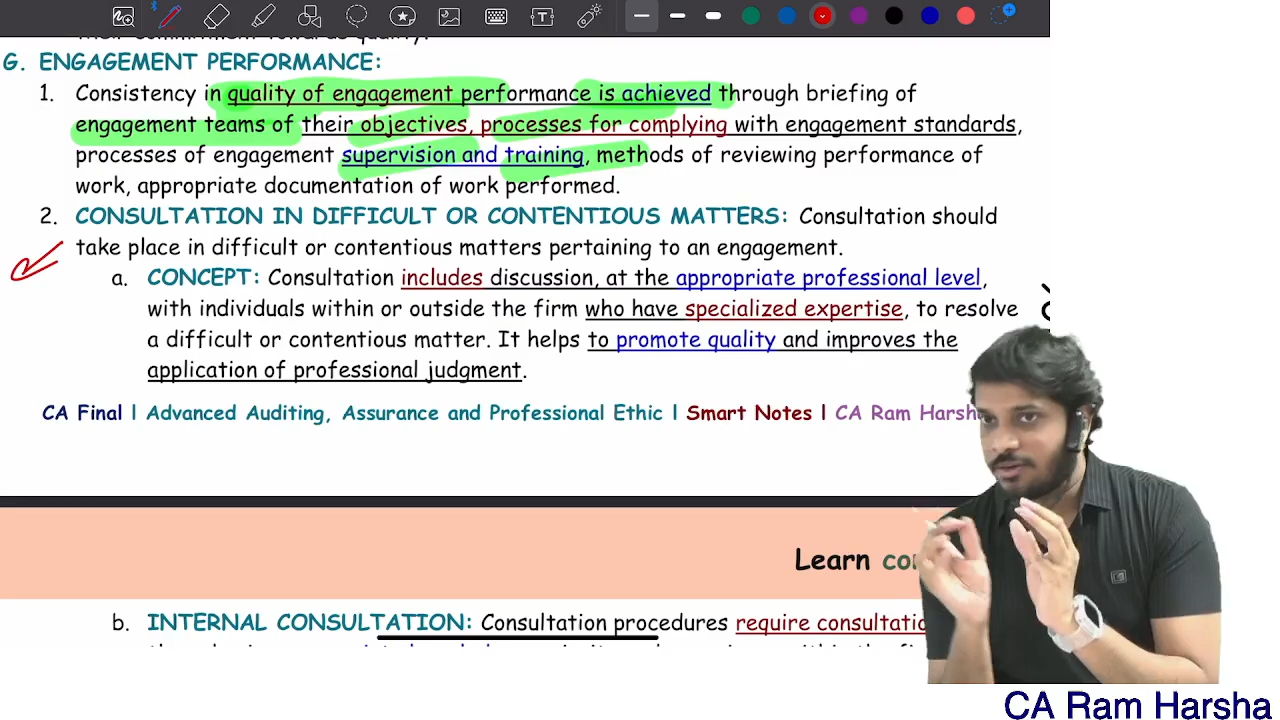 their commitment towards quality.
G. ENGAGEMENT PERFORMANCE:
1. Consistency in quality of engagement performance is achieved through briefing of
engagement teams of their objectives, processes for complying with engagement standards,
processes of engagement supervision and training, methods of reviewing performance of
work, appropriate documentation of work performed.
2. CONSULTATION IN DIFFICULT OR CONTENTIOUS MATTERS: Consultation should
take place in difficult or contentious matters pertaining to an engagement.
a. CONCEPT: Consultation includes discussion, at the appropriate professional level,
with individuals within or outside the firm who have specialized expertise, to resolve
a difficult or contentious matter. It helps to promote quality and improves the
application of professional judgment.
CA Final l Advanced Auditing, Assurance and Professional Ethic l Smart Notes l CA Ram Harsh
Learn
b. INTERNAL CONSULTATION: Consultation procedures require
CA Ram Harsha